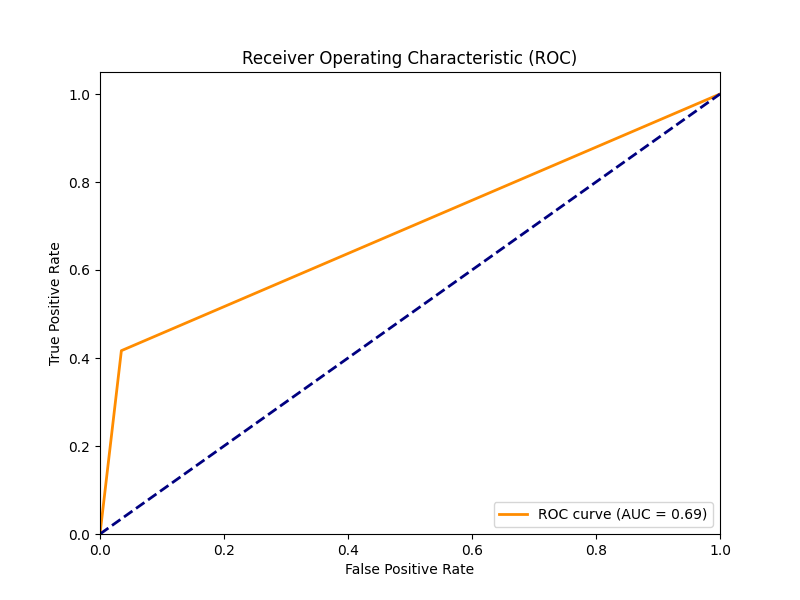 Receiver Operating Characteristic (ROC)
True Positive Rate
1.0
0.8
0.6
0.4
0.2
0.0
0.0 0.2 0.4 0.6 0.8 1.0
False Positive Rate
ROC curve (AUC = 0.69)